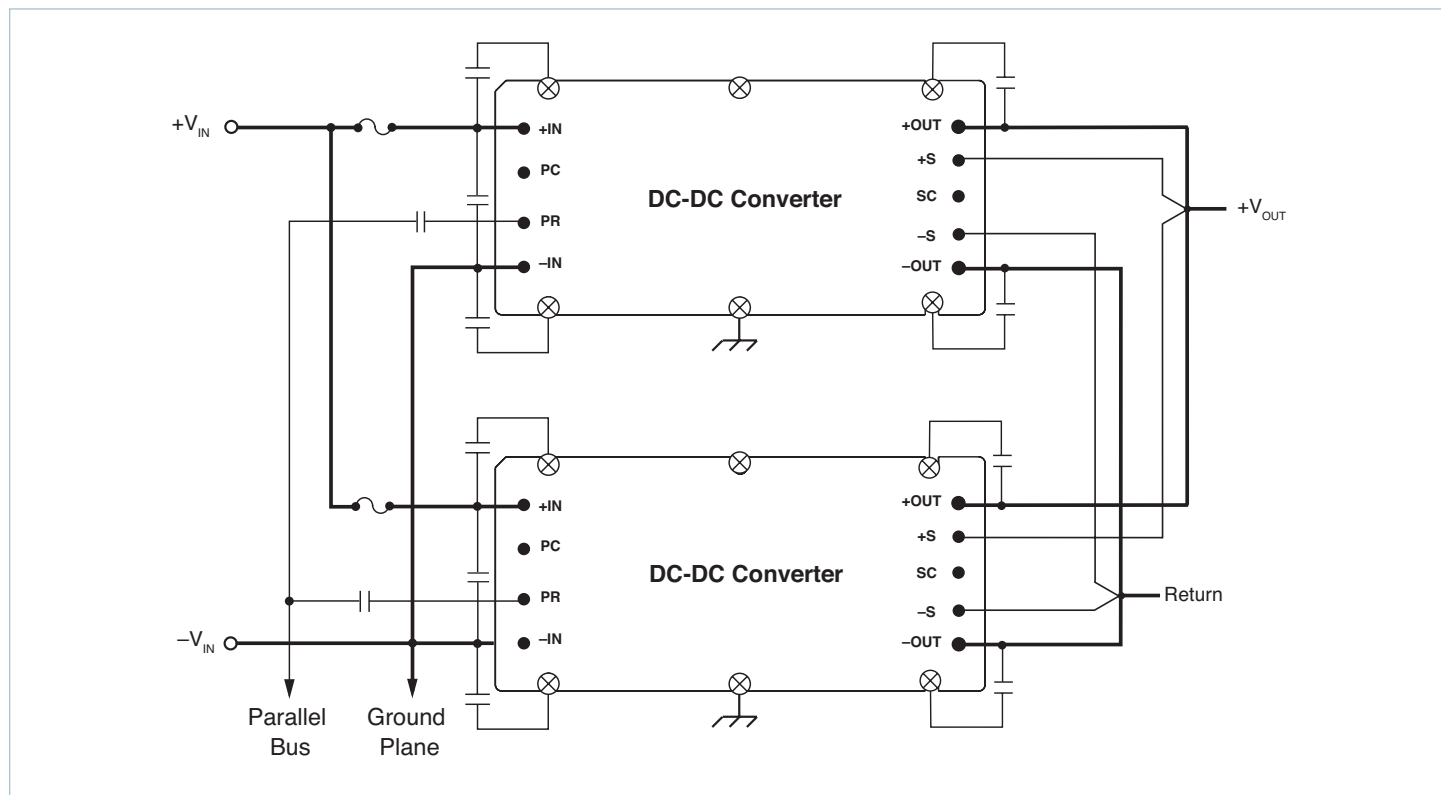 +V_IN
+IN
PC
PR
–IN
DC-DC Converter
+OUT
+S
SC
–S
–OUT
+V_OUT
+IN
PC
PR
–IN
DC-DC Converter
+OUT
+S
SC
–S
–OUT
Return
–V_IN
Parallel
Bus
Ground
Plane